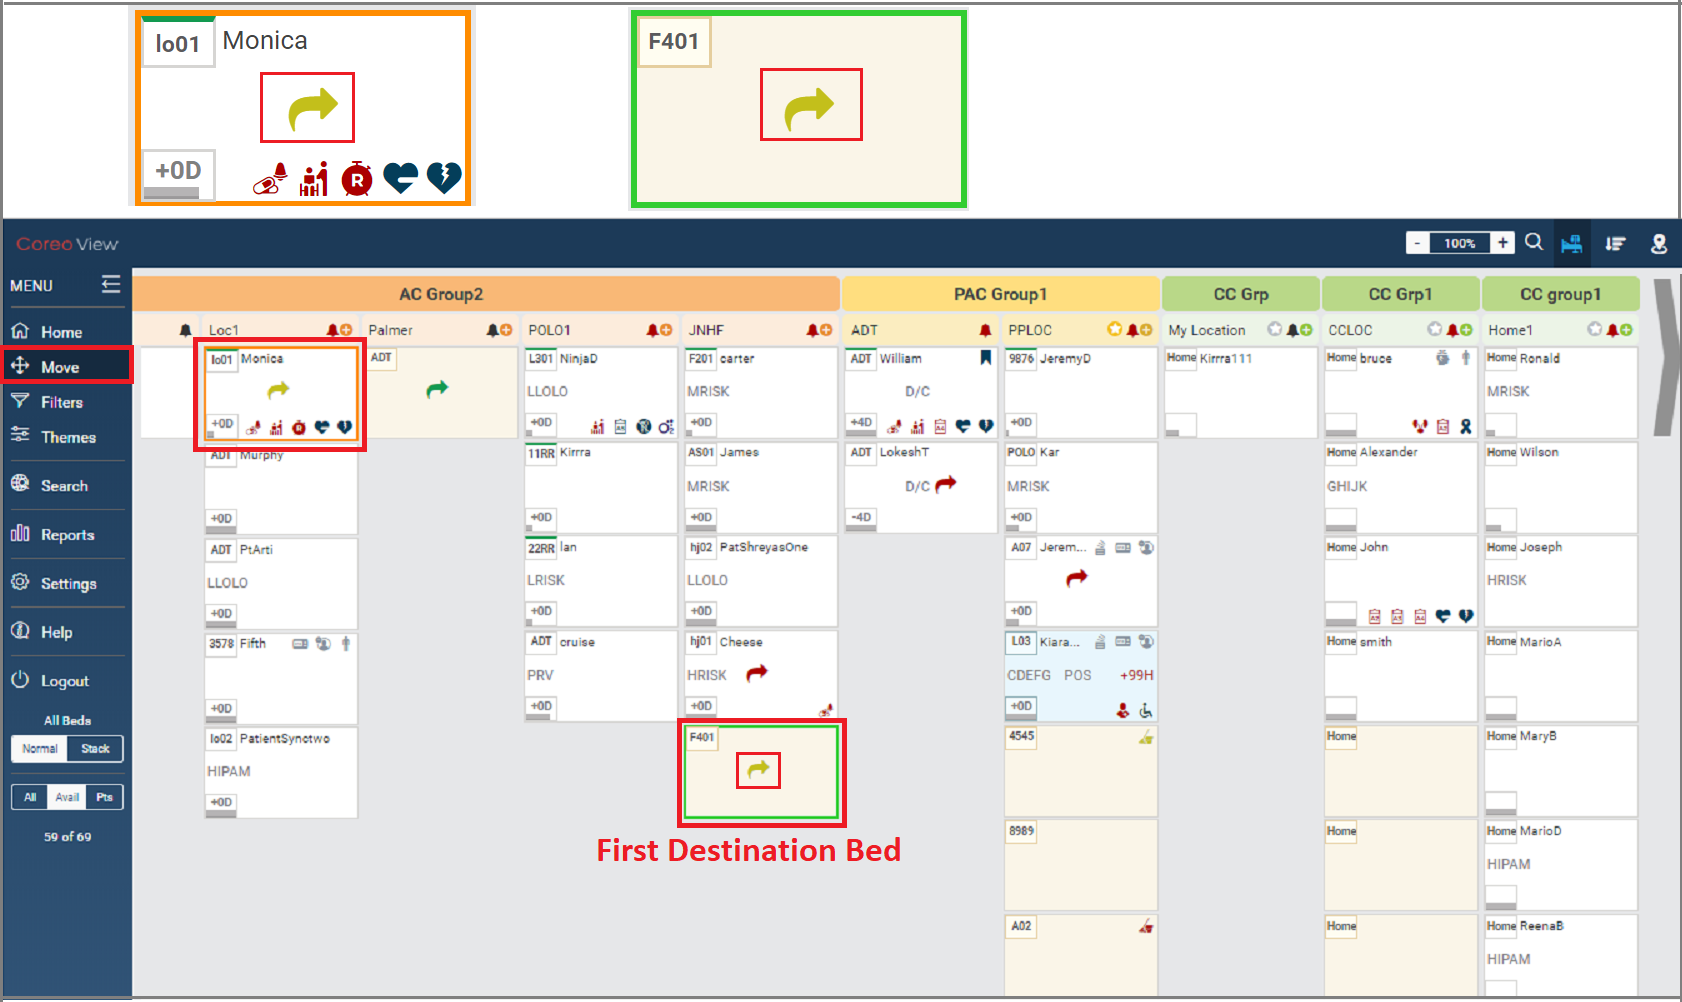 lo01 Monica
+0D
R
F401
Coreo View
- 100% +
MENU
Home
Move
Filters
Themes
Search
Reports
Settings
Help
Logout
All Beds
Normal Stack
All Avail Pts
59 of 69
AC Group2
PAC Group1
CC Grp
CC Grp1
CC group1
Loc1
Palmer
POLO1
JNHF
ADT
PPLOC
My Location
CCLOC
Home1
lo01 Monica
+0D
ADT Murphy
+0D
ADT PtArti
LLOLO
+0D
3578 Fifth
+0D
lo02 PatientSynctwo
HIPAM
+0D
ADT
L301 NinjaD
LLOLO
+0D
11RR Kirrra
+0D
22RR Ian
LRISK
+0D
ADT cruise
PRV
+0D
F201 carter
MRISK
+0D
AS01 James
MRISK
+0D
hj02 PatShreyasOne
LLOLO
+0D
hj01 Cheese
HRISK
+0D
F401
First Destination Bed
ADT William
D/C
+4D
ADT LokeshT
D/C
-4D
9876 JeremyD
+0D
POLO Kar
MRISK
+0D
A07 Jerem...
+0D
L03 Kiara...
CDEFG POS +99H
+0D
4545
8989
A02
Home Kirrra111
Home bruce
Home Alexander
GHIJK
Home John
Home smith
Home
Home
Home
Home Ronald
MRISK
Home Wilson
Home Joseph
HRISK
Home MarioA
Home MaryB
Home MarioD
HIPAM
Home ReenaB
HIPAM